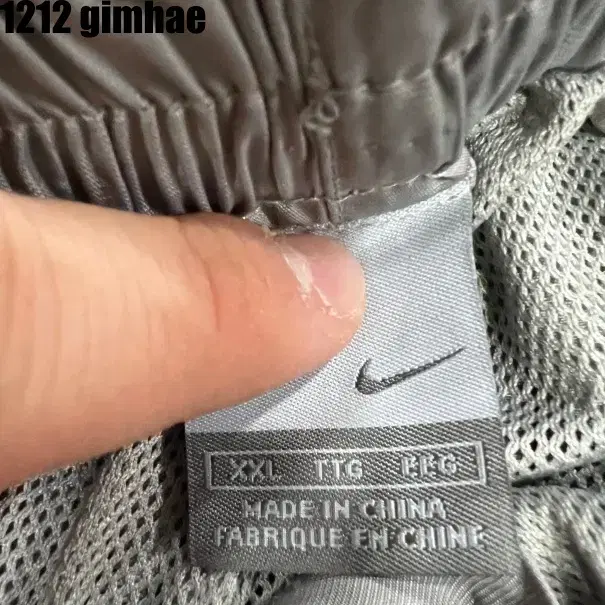 1212 gimhae
XXL TTG EEG
MADE IN CHINA
FABRIQUE EN CHINE